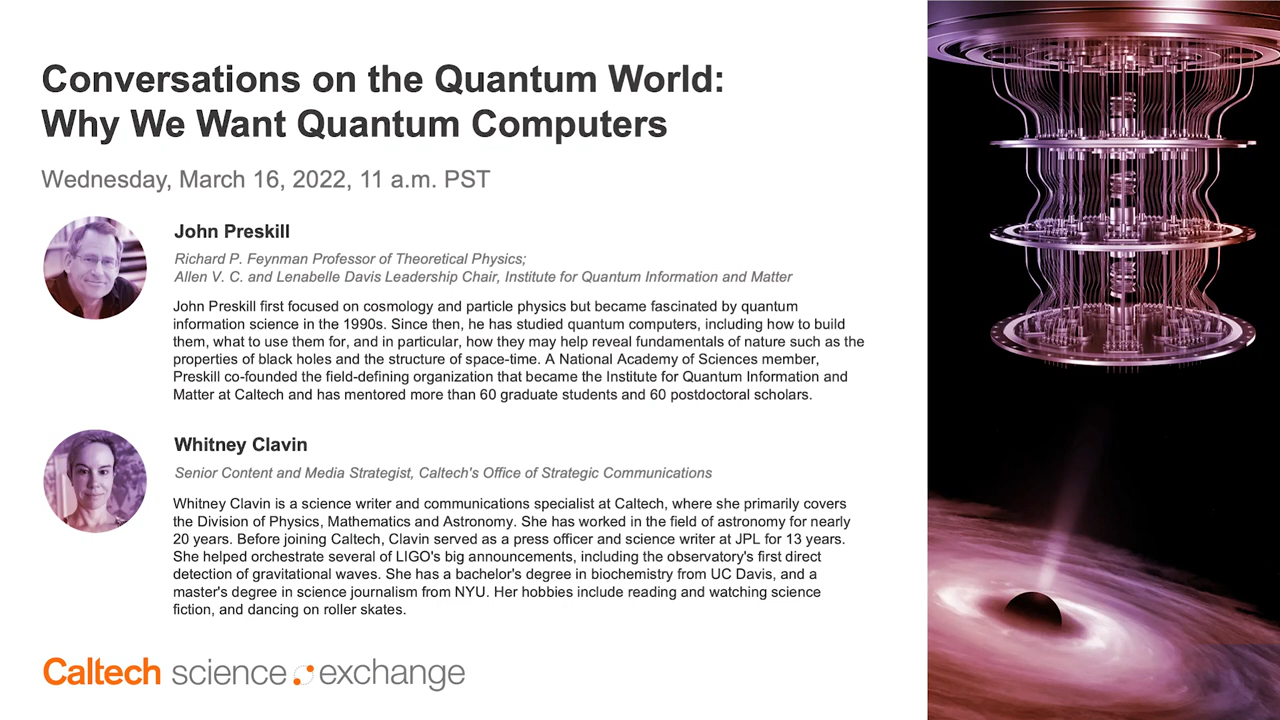 Conversations on the Quantum World:
Why We Want Quantum Computers
Wednesday, March 16, 2022, 11 a.m. PST
John Preskill
Richard P. Feynman Professor of Theoretical Physics;
Allen V. C. and Lenabelle Davis Leadership Chair, Institute for Quantum Information and Matter
John Preskill first focused on cosmology and particle physics but became fascinated by quantum
information science in the 1990s. Since then, he has studied quantum computers, including how to build
them, what to use them for, and in particular, how they may help reveal fundamentals of nature such as the
properties of black holes and the structure of space-time. A National Academy of Sciences member,
Preskill co-founded the field-defining organization that became the Institute for Quantum Information and
Matter at Caltech and has mentored more than 60 graduate students and 60 postdoctoral scholars.
Whitney Clavin
Senior Content and Media Strategist, Caltech's Office of Strategic Communications
Whitney Clavin is a science writer and communications specialist at Caltech, where she primarily covers
the Division of Physics, Mathematics and Astronomy. She has worked in the field of astronomy for nearly
20 years. Before joining Caltech, Clavin served as a press officer and science writer at JPL for 13 years.
She helped orchestrate several of LIGO's big announcements, including the observatory's first direct
detection of gravitational waves. She has a bachelor's degree in biochemistry from UC Davis, and a
master's degree in science journalism from NYU. Her hobbies include reading and watching science
fiction, and dancing on roller skates.
Caltech science exchange